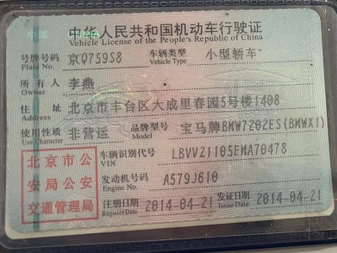 中华人民共和国机动车行驶证
Vehicle License of the People's Republic of China
号牌号码 京Q759S8 车辆类型 小型轿车
Plate No. Vehicle Type
所有人 李燕
Owner
住址 北京市丰台区大成里春园5号楼1408
Address
使用性质 非营运 品牌型号 宝马牌BMW7202ES(BMWX1)
Use Character Model
北京市公安局公安交通管理局
车辆识别代号 LBVVZ1105EMA70478
VIN
发动机号码 A579J610
Engine No.
注册日期 2014-04-21 发证日期 2014-04-21
Register Date Issue Date